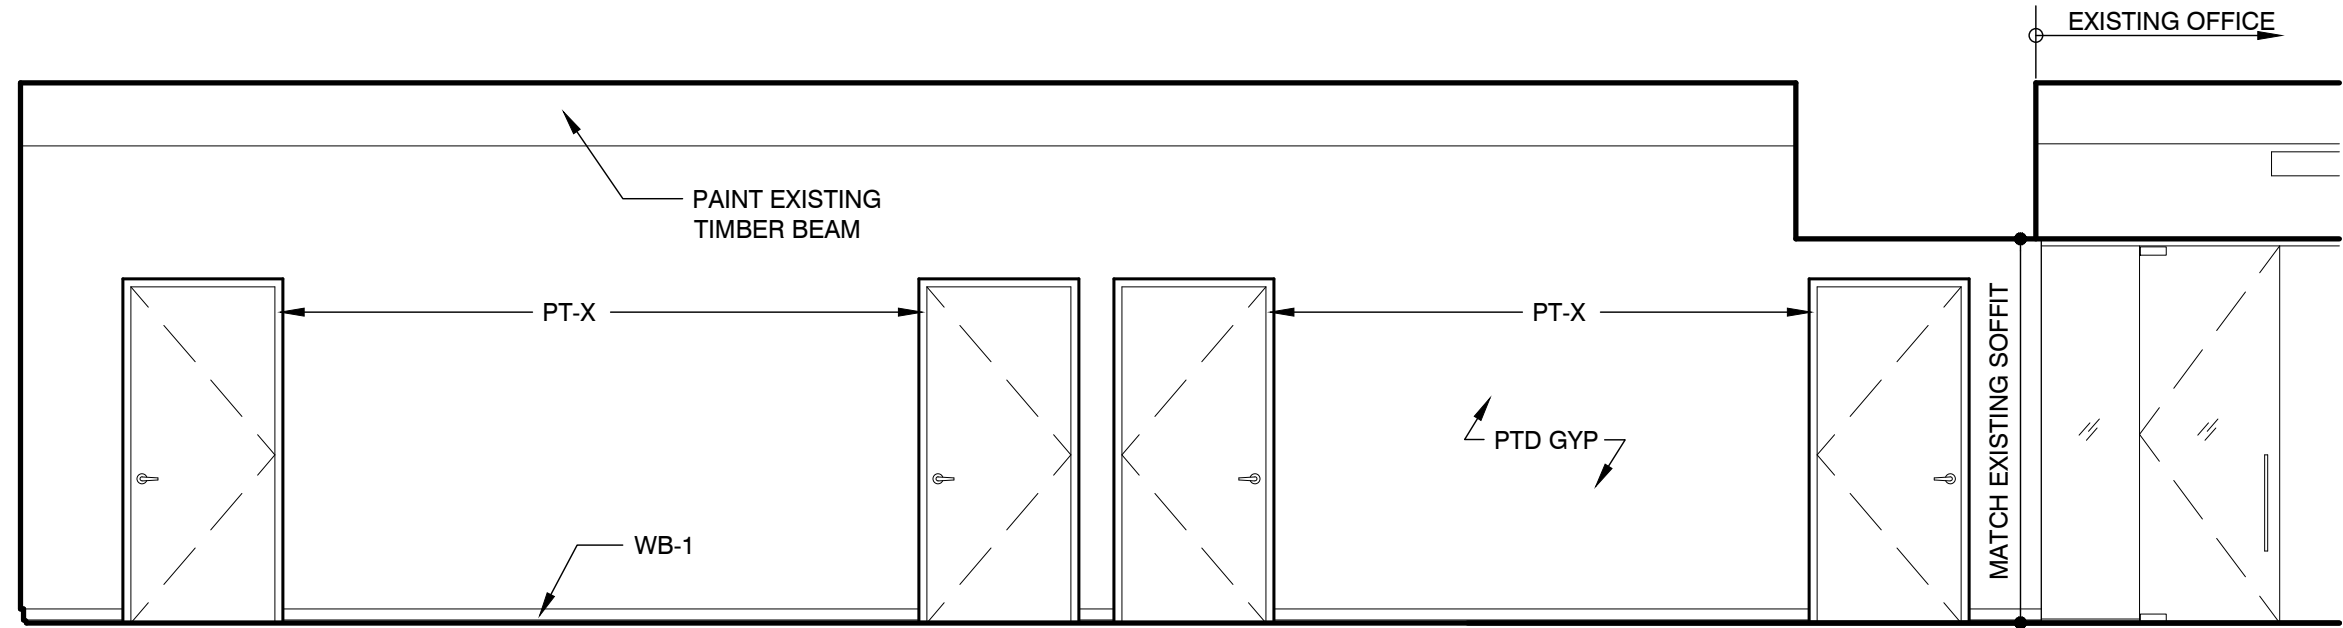 EXISTING OFFICE
PAINT EXISTING
TIMBER BEAM
PT-X
PT-X
MATCH EXISTING SOFFIT
PTD GYP
WB-1